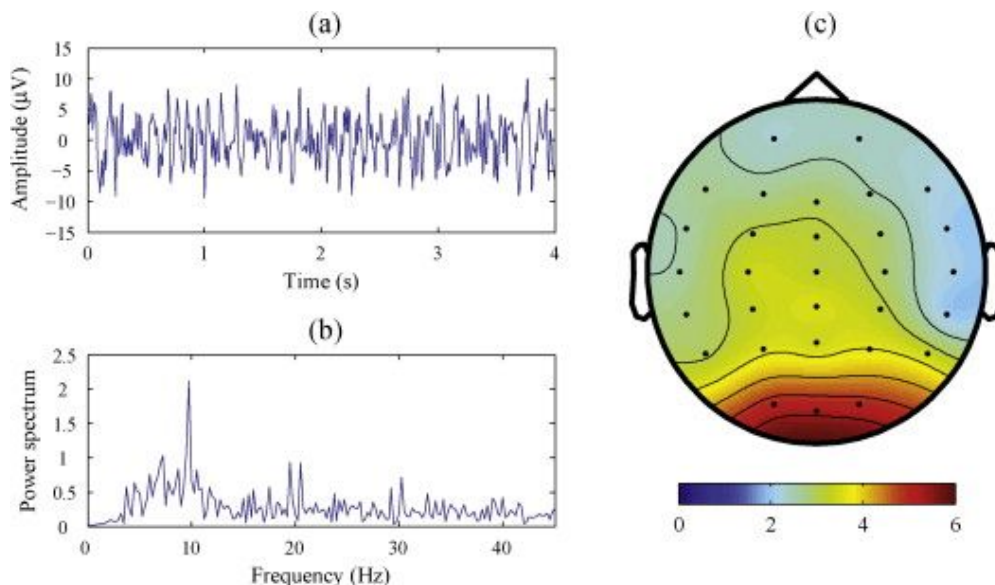 (a)
15
10
5
0
−5
−10
−15
Amplitude (µV)
0 1 2 3 4
Time (s)
(b)
2.5
2
1.5
1
0.5
0
Power spectrum
0 10 20 30 40
Frequency (Hz)
(c)
0 2 4 6